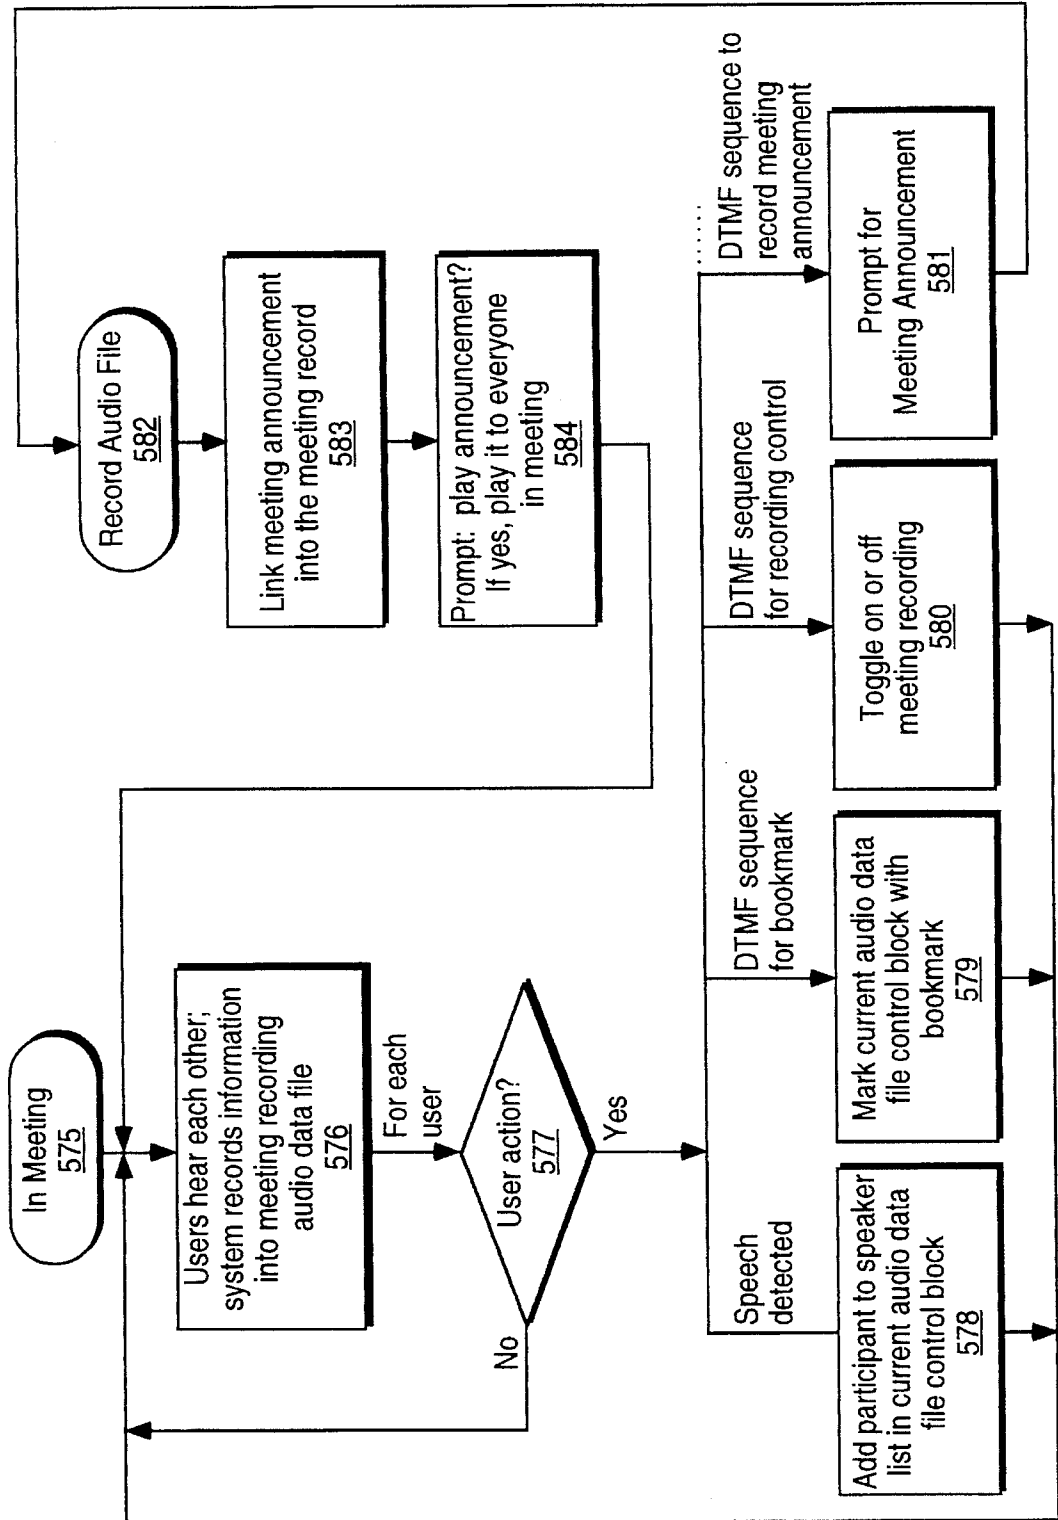 In Meeting
575
Users hear each other;
system records information
into meeting recording
audio data file
576
For each
user
User action?
577
No
Yes
Record Audio File
582
Link meeting announcement
into the meeting record
583
Prompt: play announcement?
If yes, play it to everyone
in meeting
584
Speech
detected
DTMF sequence
for bookmark
DTMF sequence
for recording control
DTMF sequence to
record meeting
announcement
Add participant to speaker
list in current audio data
file control block
578
Mark current audio data
file control block with
bookmark
579
Toggle on or off
meeting recording
580
Prompt for
Meeting Announcement
581